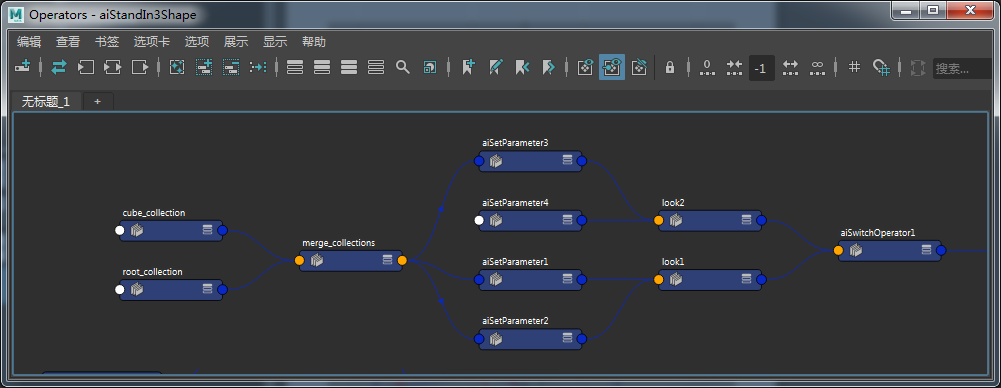 Operators - aiStandIn3Shape
编辑 查看 书签 选项卡 选项 展示 显示 帮助
0 -1 ∞ 搜索...
无标题_1 +
aiSetParameter3
cube_collection aiSetParameter4 look2
merge_collections aiSwitchOperator1
root_collection aiSetParameter1 look1
aiSetParameter2